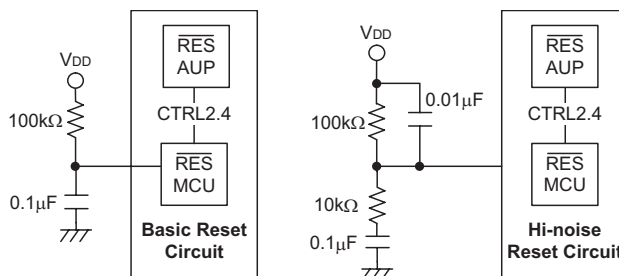 VDD
100kΩ
0.1μF
RES
AUP
CTRL2.4
RES
MCU
Basic Reset
Circuit
VDD
0.01μF
100kΩ
10kΩ
0.1μF
RES
AUP
CTRL2.4
RES
MCU
Hi-noise
Reset Circuit